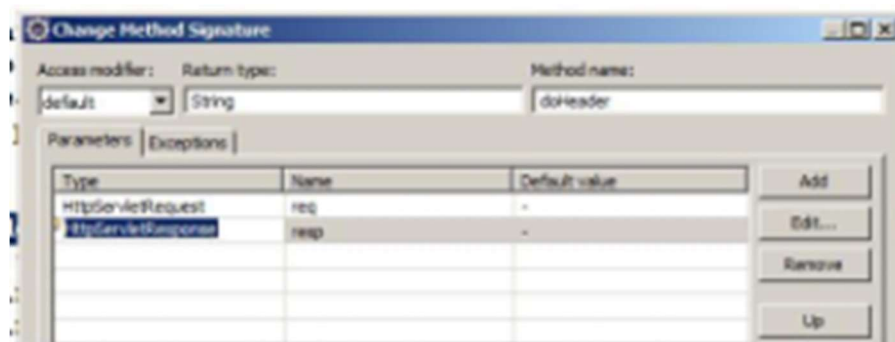 Change Method Signature
Access modifier: Return type: Method name:
default String doHeader
Parameters Exceptions
Type Name Default value Add
HttpServletRequest req - Edit...
HttpServletResponse resp -
Remove
Up